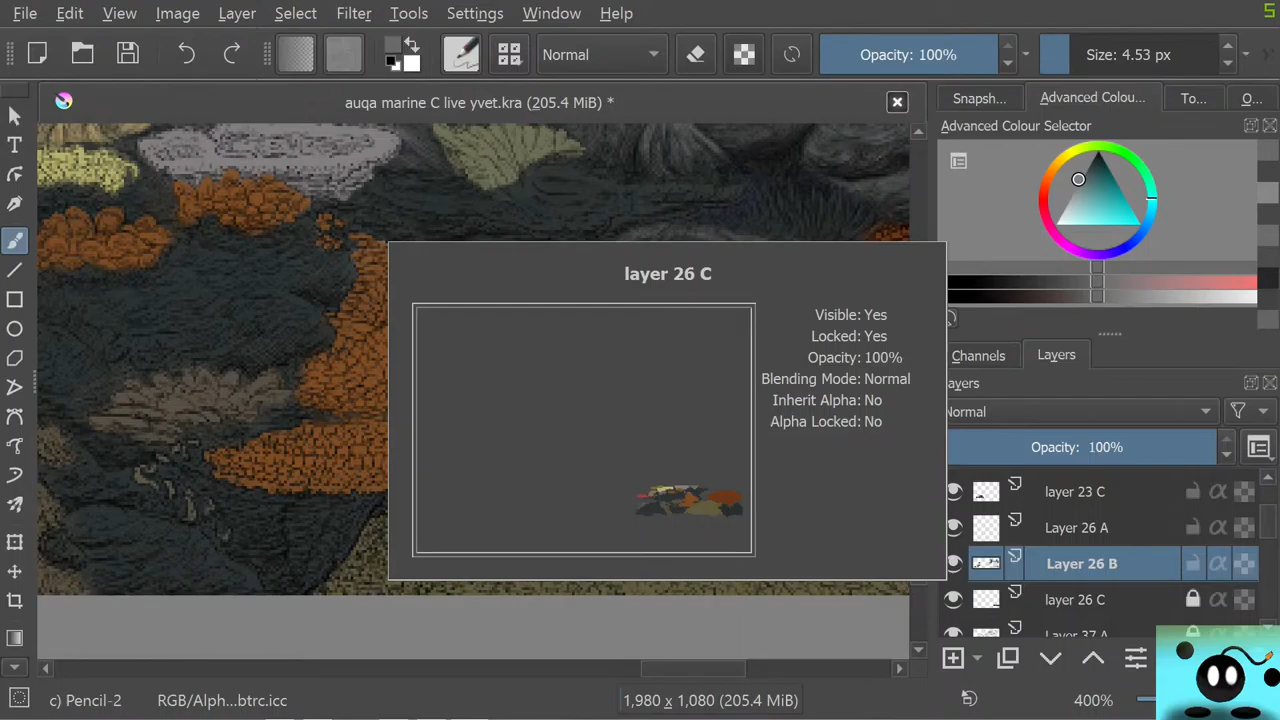 File Edit View Image Layer Select Filter Tools Settings Window Help
5
Normal
Opacity: 100%
Size: 4.53 px
auqa marine C live yvet.kra (205.4 MiB) *
Snapsh...
Advanced Colou...
To...
O...
Advanced Colour Selector
layer 26 C
Visible: Yes
Locked: Yes
Opacity: 100%
Blending Mode: Normal
Inherit Alpha: No
Alpha Locked: No
Channels
Layers
ayers
Normal
Opacity: 100%
layer 23 C
Layer 26 A
Layer 26 B
layer 26 C
Layer 37 A
c) Pencil-2
RGB/Alph...btrc.icc
1,980 x 1,080 (205.4 MiB)
400%